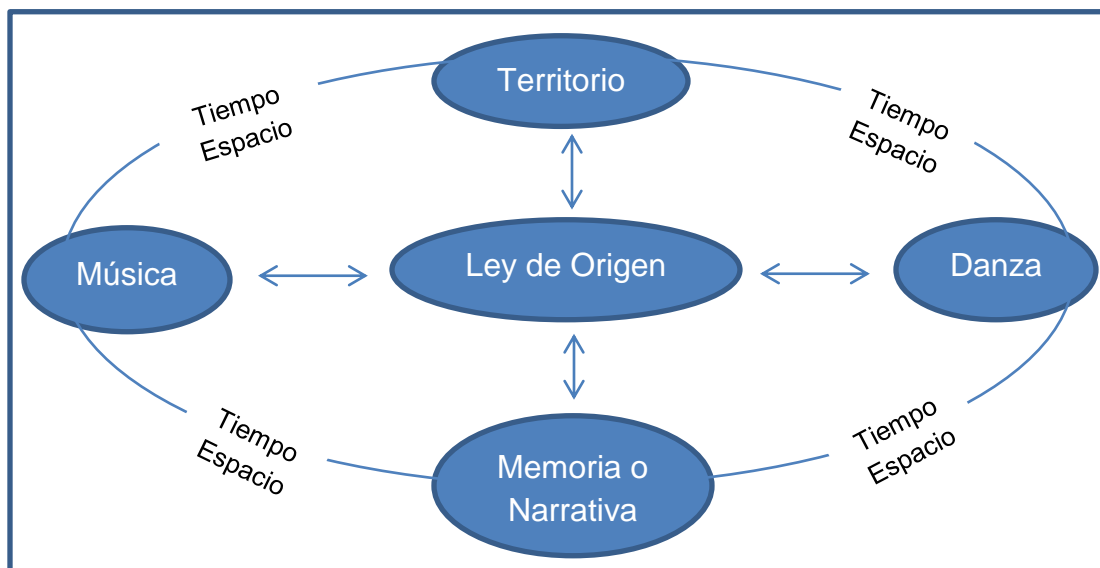 Territorio
Tiempo
Espacio
Tiempo
Espacio
Música
Ley de Origen
Danza
Tiempo
Espacio
Memoria o
Narrativa
Tiempo
Espacio